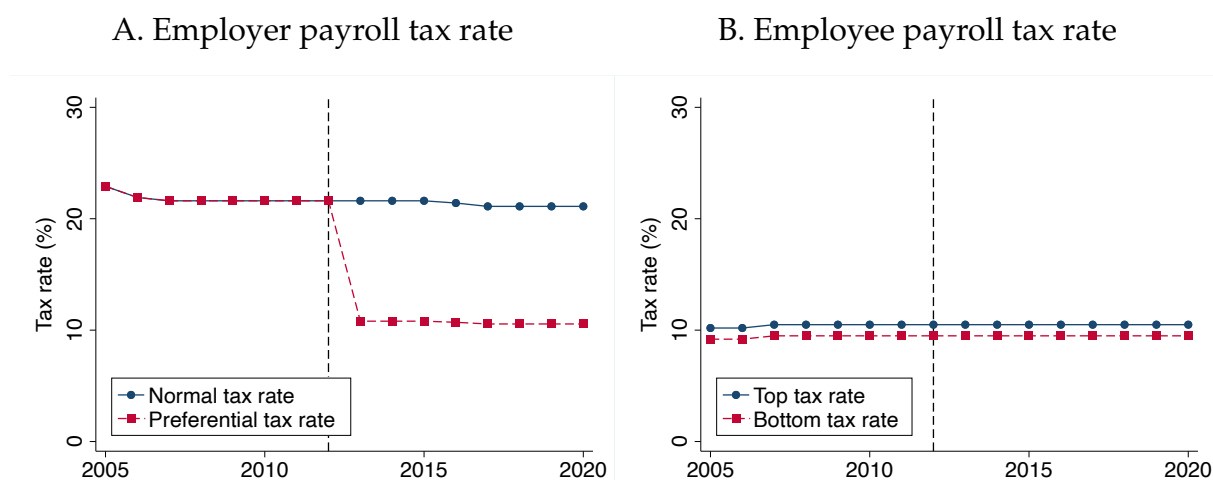 A. Employer payroll tax rate
Tax rate (%)
30
20
10
0
2005
2010
2015
2020
Normal tax rate
Preferential tax rate
B. Employee payroll tax rate
Tax rate (%)
30
20
10
0
2005
2010
2015
2020
Top tax rate
Bottom tax rate